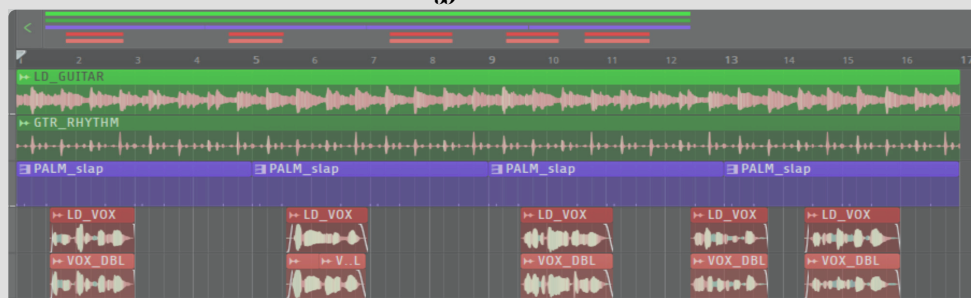 1 2 3 4 5 6 7 8 9 10 11 12 13 14 15 16 17
LD_GUITAR
GTR_RHYTHM
PALM_slap PALM_slap PALM_slap PALM_slap
LD_VOX LD_VOX LD_VOX LD_VOX LD_VOX
VOX_DBL V..L VOX_DBL VOX_DBL VOX_DBL